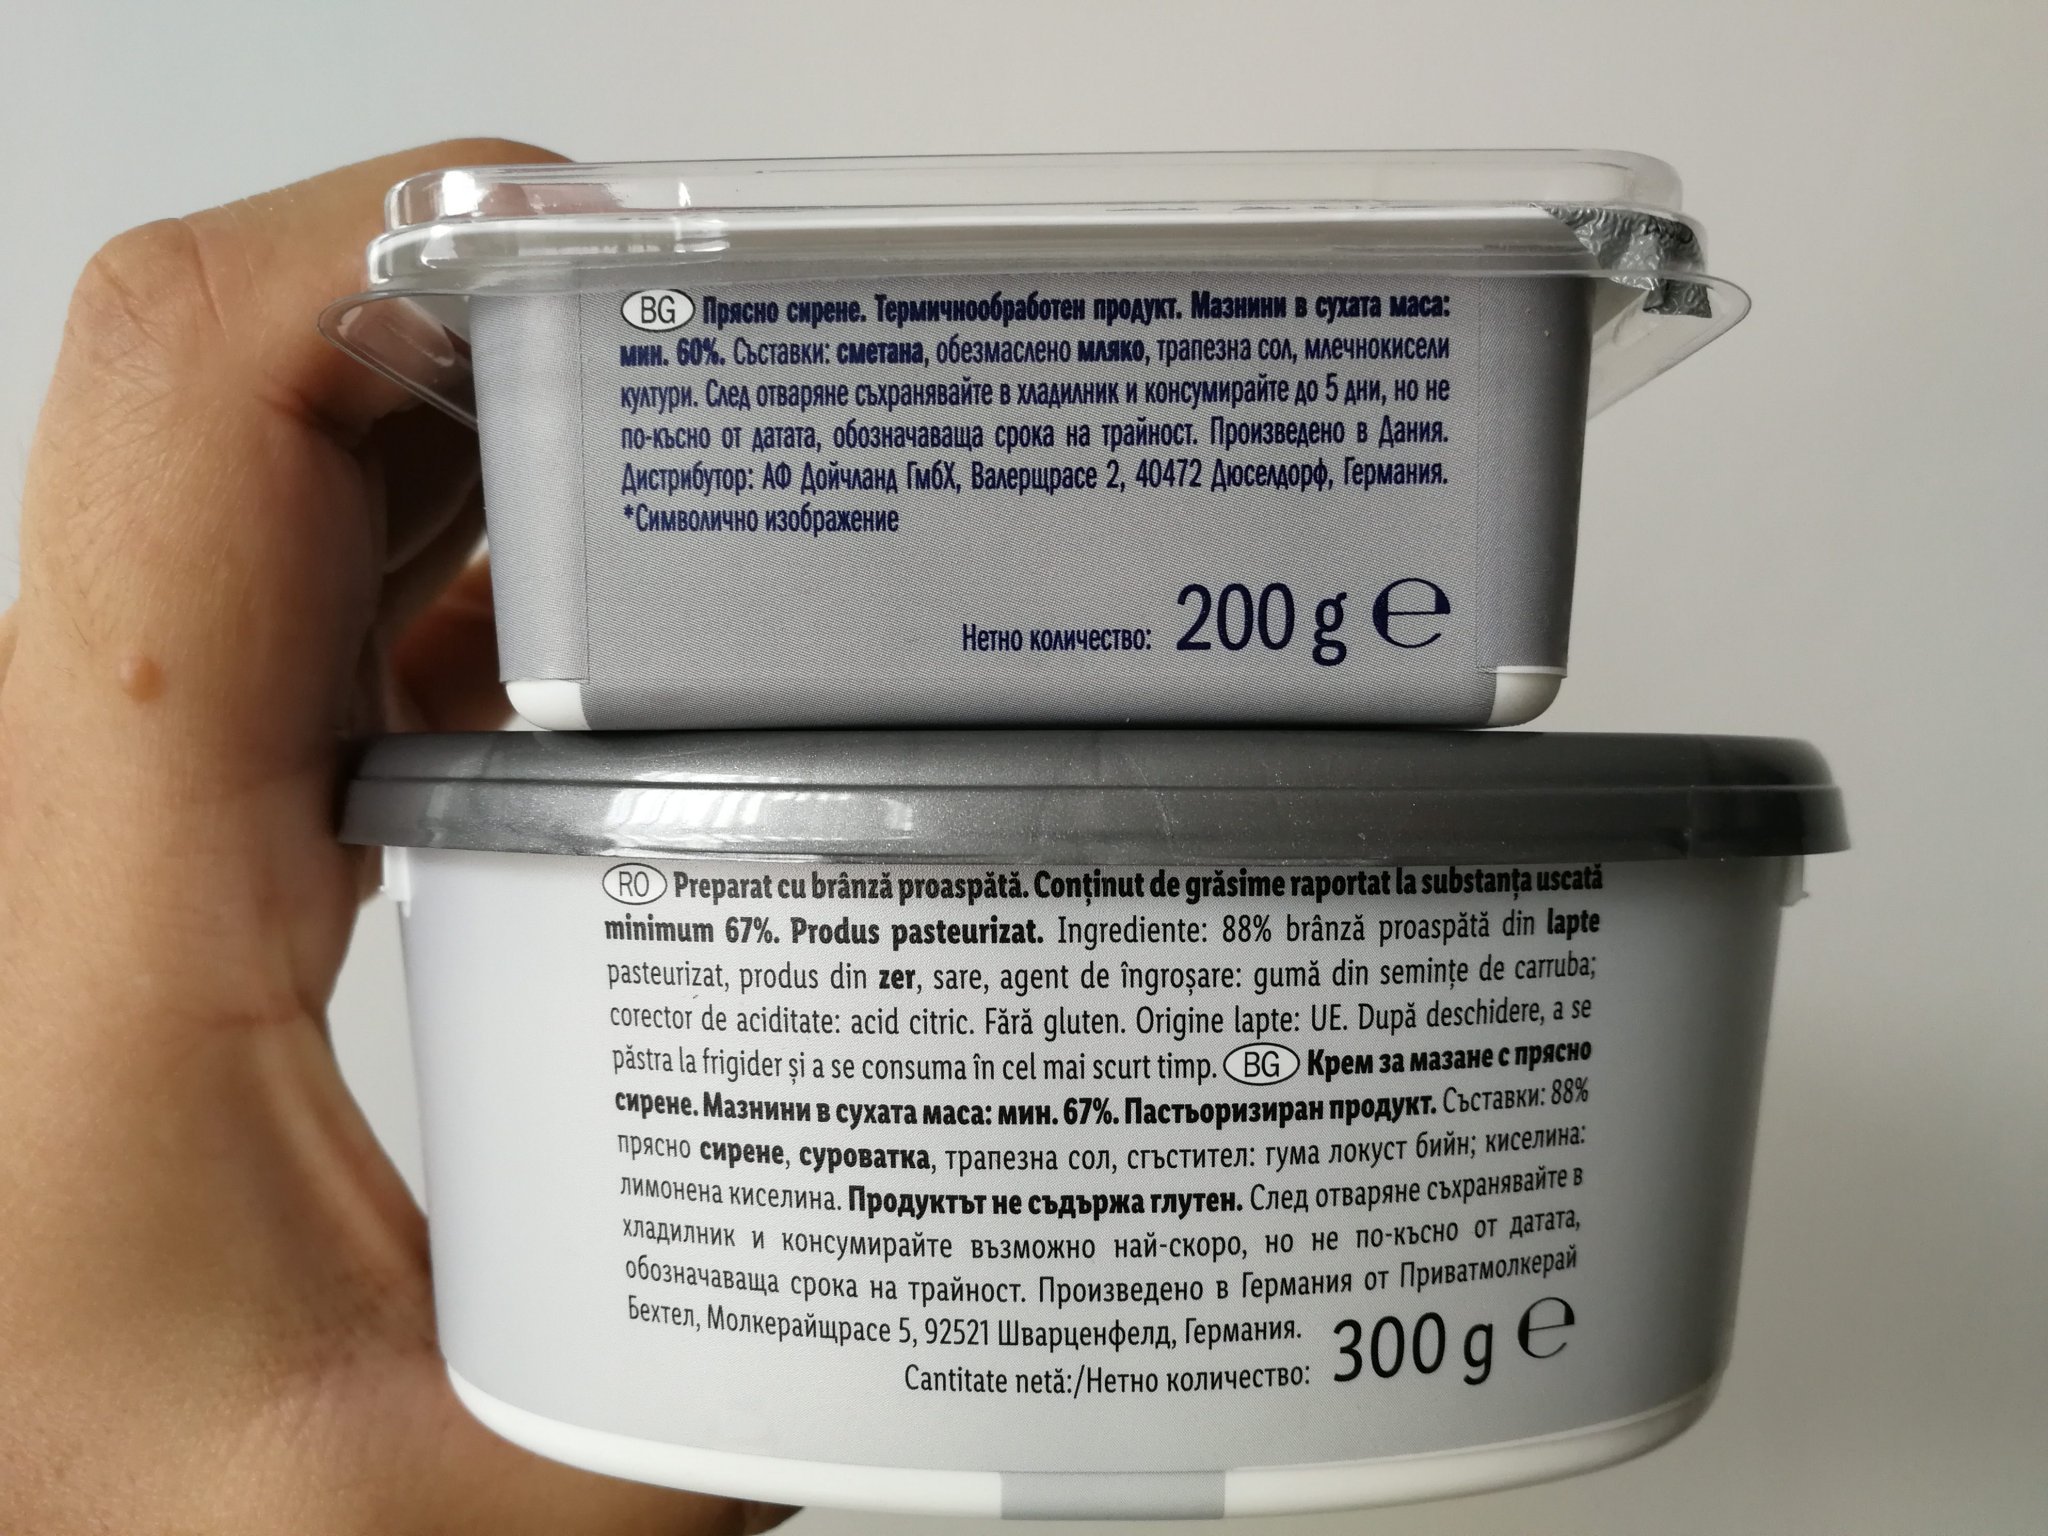 BG Прясно сирене. Термичнообработен продукт. Мазнини в сухата маса:
мин. 60%. Съставки: сметана, обезмаслено мляко, трапезна сол, млечнокисели
култури. След отваряне съхранявайте в хладилник и консумирайте до 5 дни, но не
по-късно от датата, обозначаваща срока на трайност. Произведено в Дания.
Дистрибутор: АФ Дойчланд ГмбХ, Валерщрасе 2, 40472 Дюселдорф, Германия.
*Символично изображение
Нетно количество: 200 g e
RO Preparat cu brânză proaspătă. Conținut de grăsime raportat la substanța uscată
minimum 67%. Produs pasteurizat. Ingrediente: 88% brânză proaspătă din lapte
pasteurizat, produs din zer, sare, agent de îngroșare: gumă din semințe de carruba;
corector de aciditate: acid citric. Fără gluten. Origine lapte: UE. După deschidere, a se
păstra la frigider și a se consuma în cel mai scurt timp. BG Крем за мазане с прясно
сирене. Мазнини в сухата маса: мин. 67%. Пастьоризиран продукт. Съставки: 88%
прясно сирене, суроватка, трапезна сол, сгъстител: гума локуст бийн; киселина:
лимонена киселина. Продуктът не съдържа глутен. След отваряне съхранявайте в
хладилник и консумирайте възможно най-скоро, но не по-късно от датата,
обозначаваща срока на трайност. Произведено в Германия от Приватмолкерай
Бехтел, Молкерайщрасе 5, 92521 Шварценфелд, Германия.
Cantitate netă:/Нетно количество: 300 g e